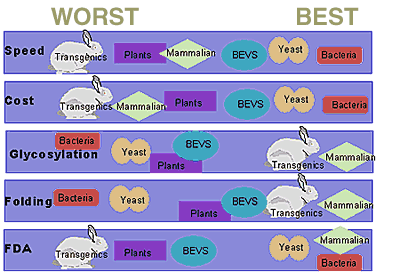 WORST BEST
Speed Transgenics Plants Mammalian BEVS Yeast Bacteria
Cost Transgenics Mammalian Plants BEVS Yeast Bacteria
Bacteria Yeast BEVS
Glycosylation Plants Transgenics Mammalian
Folding Bacteria Yeast Plants BEVS Transgenics Mammalian
FDA Transgenics Plants BEVS Yeast Mammalian
Bacteria